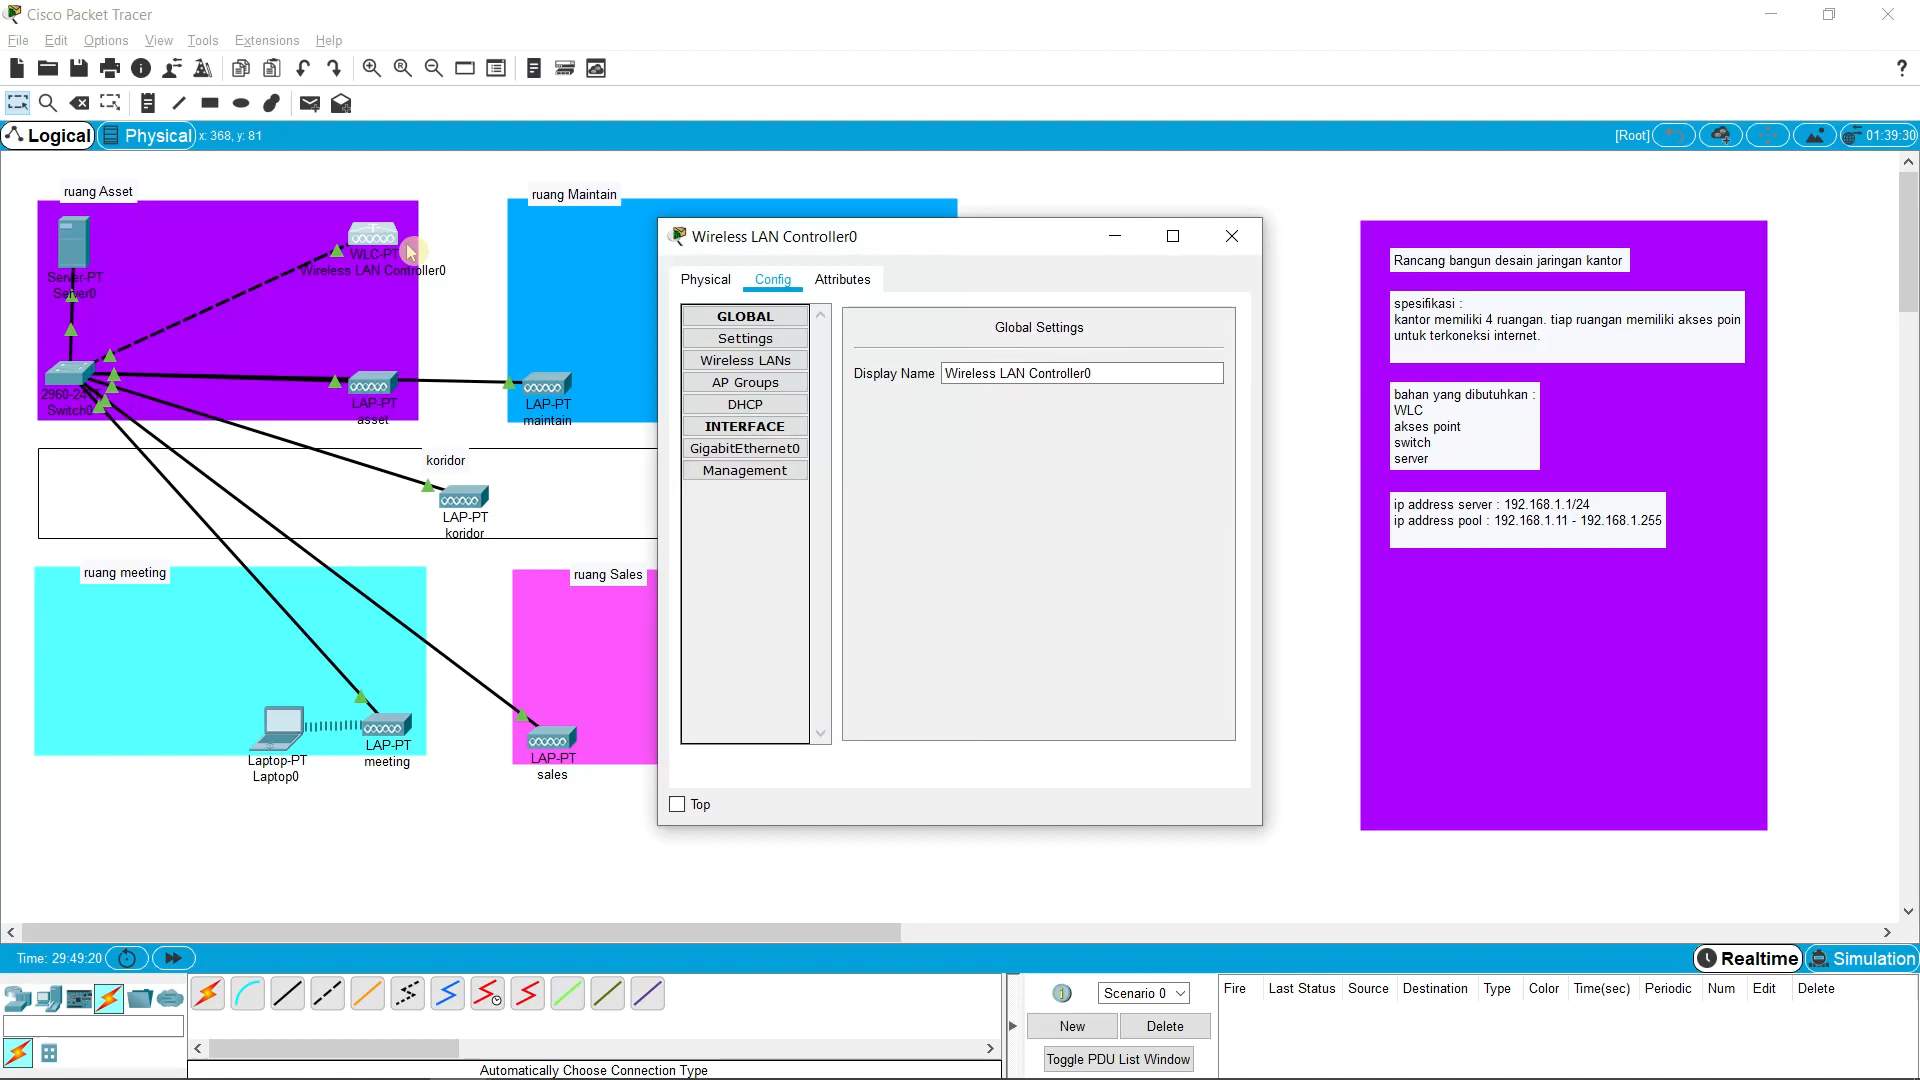 Cisco Packet Tracer
File Edit Options View Tools Extensions Help
?
Logical Physical x: 368, y: 81 [Root] 01:39:30
ruang Asset
Server-PT
Server0
WLC-PT
Wireless LAN Controller0
2960-24
Switch0
LAP-PT
asset
ruang Maintain
LAP-PT
maintain
koridor
LAP-PT
koridor
ruang meeting
Laptop-PT
Laptop0
LAP-PT
meeting
ruang Sales
LAP-PT
sales
Wireless LAN Controller0
Physical Config Attributes
GLOBAL
Settings
Wireless LANs
AP Groups
DHCP
INTERFACE
GigabitEthernet0
Management
Global Settings
Display Name Wireless LAN Controller0
Top
Rancang bangun desain jaringan kantor
spesifikasi :
kantor memiliki 4 ruangan. tiap ruangan memiliki akses poin
untuk terkoneksi internet.
bahan yang dibutuhkan :
WLC
akses point
switch
server
ip address server : 192.168.1.1/24
ip address pool : 192.168.1.11 - 192.168.1.255
Time: 29:49:20 Realtime Simulation
Scenario 0
New Delete
Toggle PDU List Window
Fire Last Status Source Destination Type Color Time(sec) Periodic Num Edit Delete
Automatically Choose Connection Type